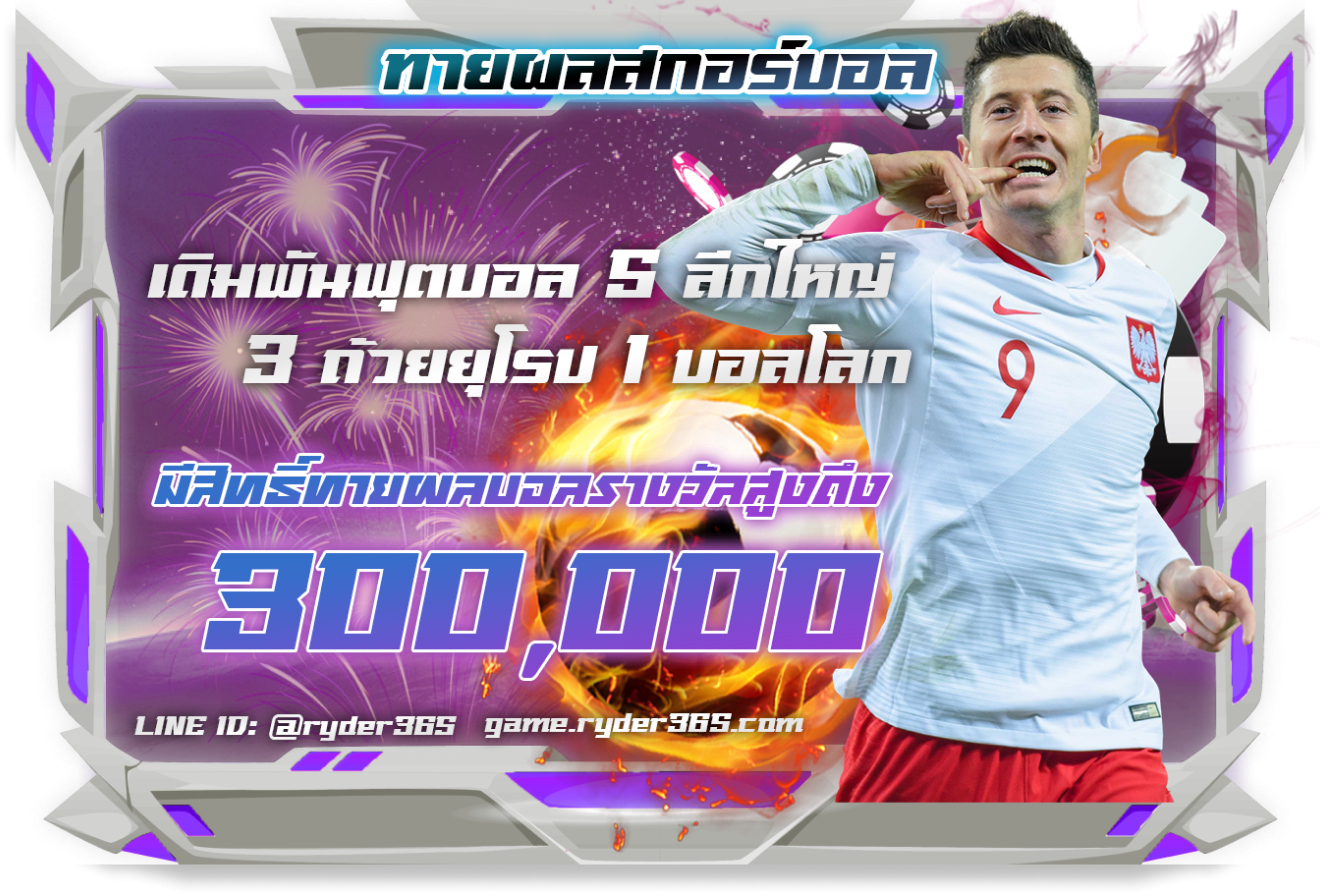 ทายผลสกอร์บอล
เดิมพันฟุตบอล 5 ลีกใหญ่
3 ถ้วยยุโรป 1 บอลโลก
มีสิทธิ์ทายผลบอลรางวัลสูงถึง
300,000
LINE ID: @ryder365 game.ryder365.com
9